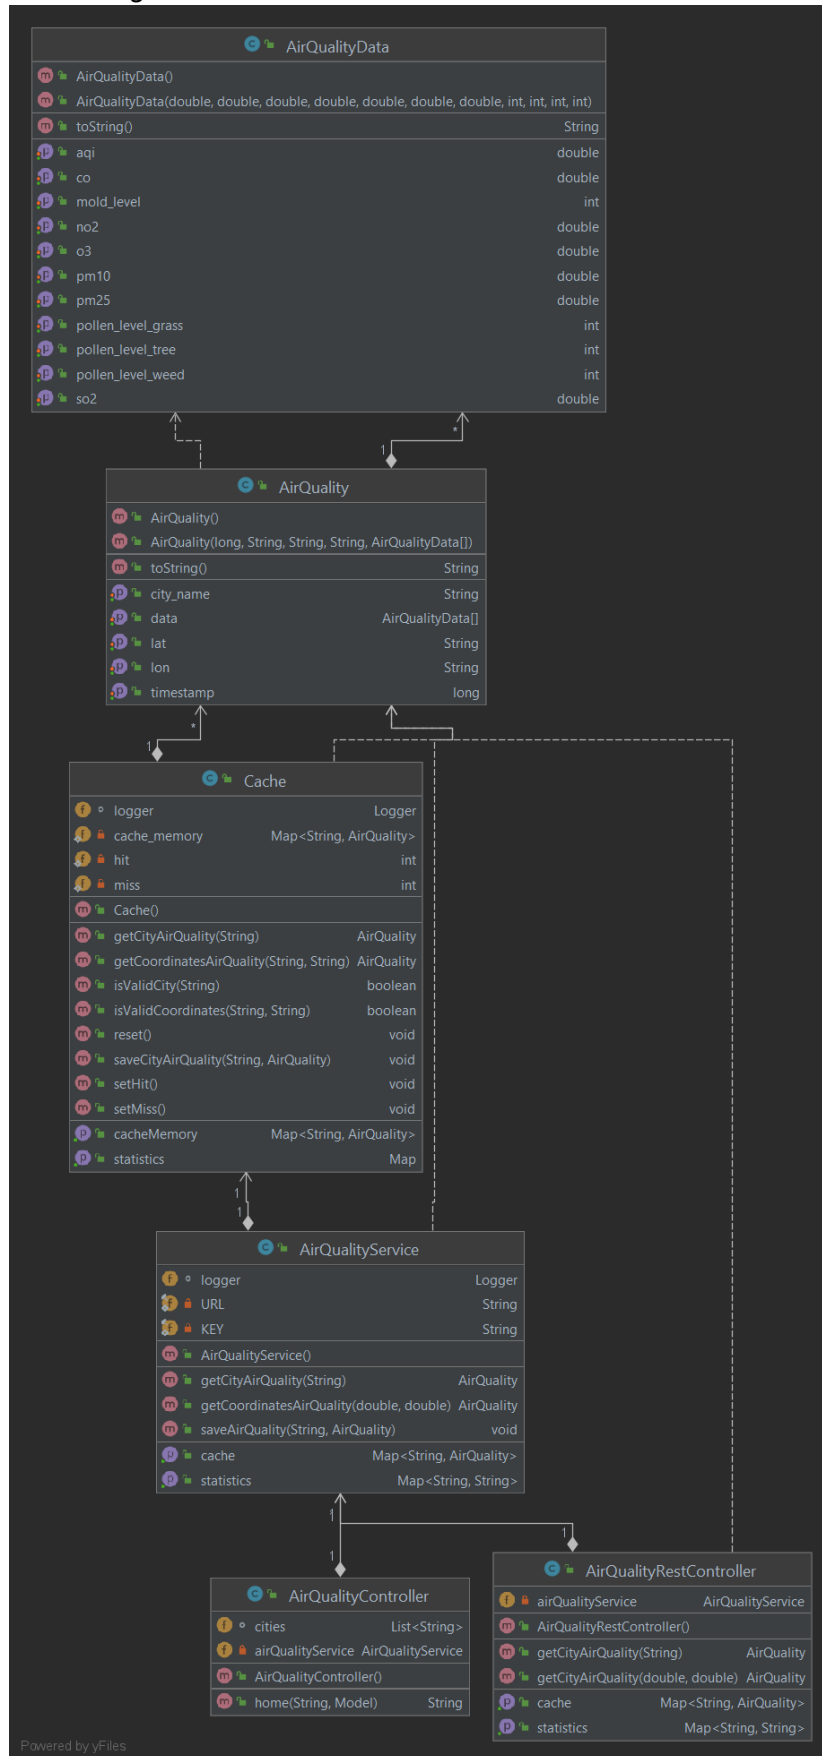 AirQualityData
AirQualityData()
AirQualityData(double, double, double, double, double, double, double, int, int, int, int)
toString() String
aqi double
co double
mold_level int
no2 double
o3 double
pm10 double
pm25 double
pollen_level_grass int
pollen_level_tree int
pollen_level_weed int
so2 double
*
1
AirQuality
AirQuality()
AirQuality(long, String, String, String, AirQualityData[])
toString() String
city_name String
data AirQualityData[]
lat String
lon String
timestamp long
*
1
Cache
logger Logger
cache_memory Map<String, AirQuality>
hit int
miss int
Cache()
getCityAirQuality(String) AirQuality
getCoordinatesAirQuality(String, String) AirQuality
isValidCity(String) boolean
isValidCoordinates(String, String) boolean
reset() void
saveCityAirQuality(String, AirQuality) void
setHit() void
setMiss() void
cacheMemory Map<String, AirQuality>
statistics Map
1
1
AirQualityService
logger Logger
URL String
KEY String
AirQualityService()
getCityAirQuality(String) AirQuality
getCoordinatesAirQuality(double, double) AirQuality
saveAirQuality(String, AirQuality) void
cache Map<String, AirQuality>
statistics Map<String, String>
1
1
1
AirQualityController
cities List<String>
airQualityService AirQualityService
AirQualityController()
home(String, Model) String
AirQualityRestController
airQualityService AirQualityService
AirQualityRestController()
getCityAirQuality(String) AirQuality
getCityAirQuality(double, double) AirQuality
cache Map<String, AirQuality>
statistics Map<String, String>
Powered by yFiles